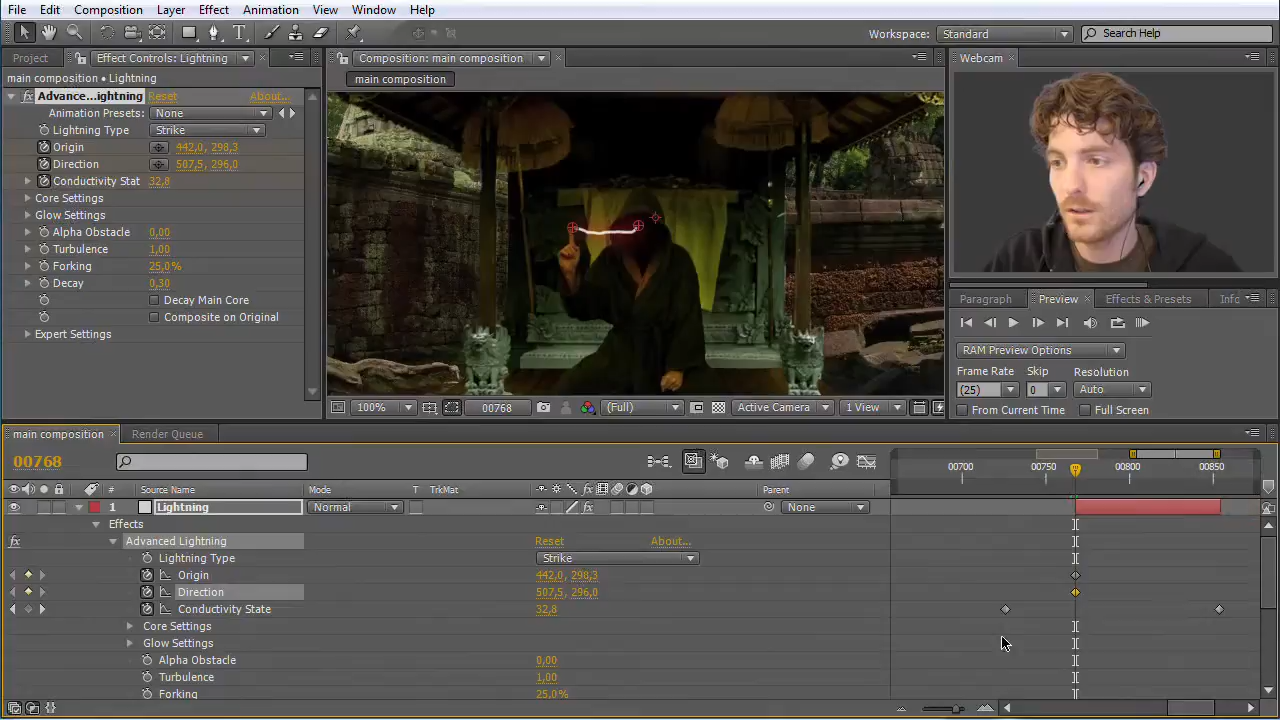 File Edit Composition Layer Effect Animation View Window Help
Workspace: Standard Search Help
Project Effect Controls: Lightning Composition: main composition Webcam
main composition • Lightning main composition
fx Advance...ightning Reset About...
Animation Presets: None
Lightning Type Strike
Origin 442,0, 298,3
Direction 507,5, 296,0
Conductivity Stat 32,8
Core Settings
Glow Settings
Alpha Obstacle 0,00
Turbulence 1,00
Forking 25,0%
Decay 0,30
Decay Main Core
Composite on Original
Expert Settings
100% 00768 (Full) Active Camera 1 View
Paragraph Preview Effects & Presets Info
RAM Preview Options
Frame Rate Skip Resolution
(25) 0 Auto
From Current Time Full Screen
main composition Render Queue
00768 00700 00750 00800 00850
# Source Name Mode T TrkMat fx Parent
1 Lightning Normal fx None
Effects
fx Advanced Lightning Reset About...
Lightning Type Strike
Origin 442,0, 298,3
Direction 507,5, 296,0
Conductivity State 32,8
Core Settings
Glow Settings
Alpha Obstacle 0,00
Turbulence 1,00
Forking 25,0%